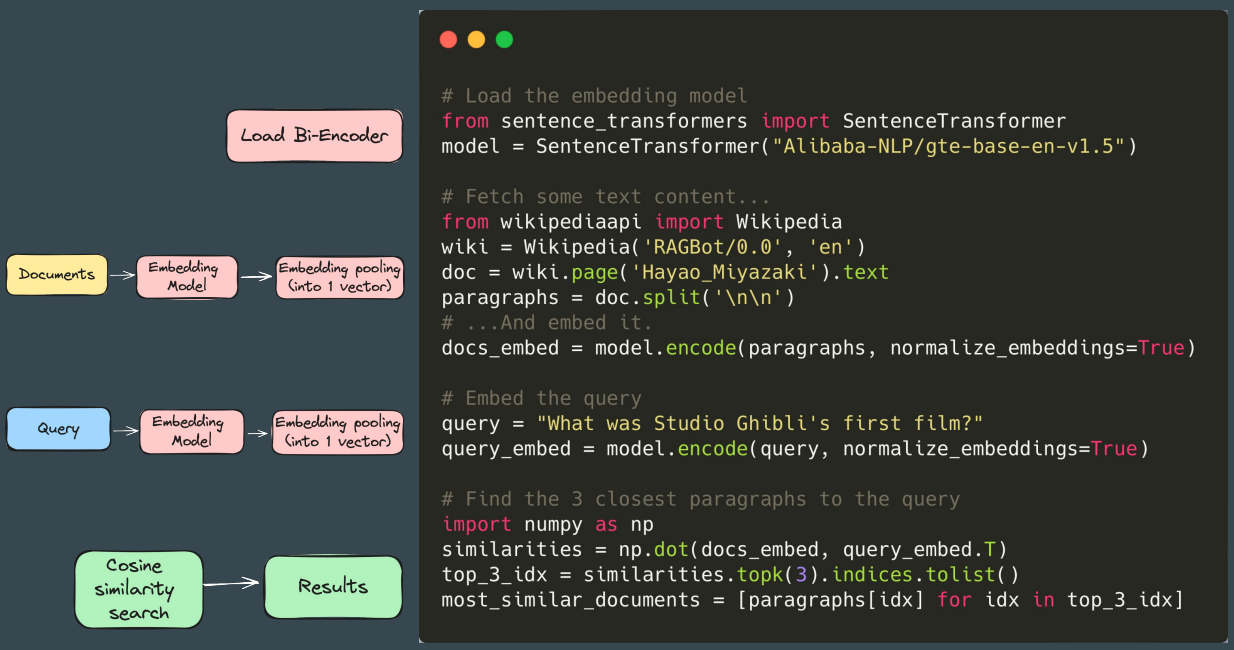 Load Bi-Encoder
Documents
Embedding
Model
Embedding pooling
(into 1 vector)
Query
Embedding
Model
Embedding pooling
(into 1 vector)
Cosine
similarity
search
Results
# Load the embedding model
from sentence_transformers import SentenceTransformer
model = SentenceTransformer("Alibaba-NLP/gte-base-en-v1.5")
# Fetch some text content...
from wikipediaapi import Wikipedia
wiki = Wikipedia('RAGBot/0.0', 'en')
doc = wiki.page('Hayao_Miyazaki').text
paragraphs = doc.split('\n\n')
# ...And embed it.
docs_embed = model.encode(paragraphs, normalize_embeddings=True)
# Embed the query
query = "What was Studio Ghibli's first film?"
query_embed = model.encode(query, normalize_embeddings=True)
# Find the 3 closest paragraphs to the query
import numpy as np
similarities = np.dot(docs_embed, query_embed.T)
top_3_idx = similarities.topk(3).indices.tolist()
most_similar_documents = [paragraphs[idx] for idx in top_3_idx]